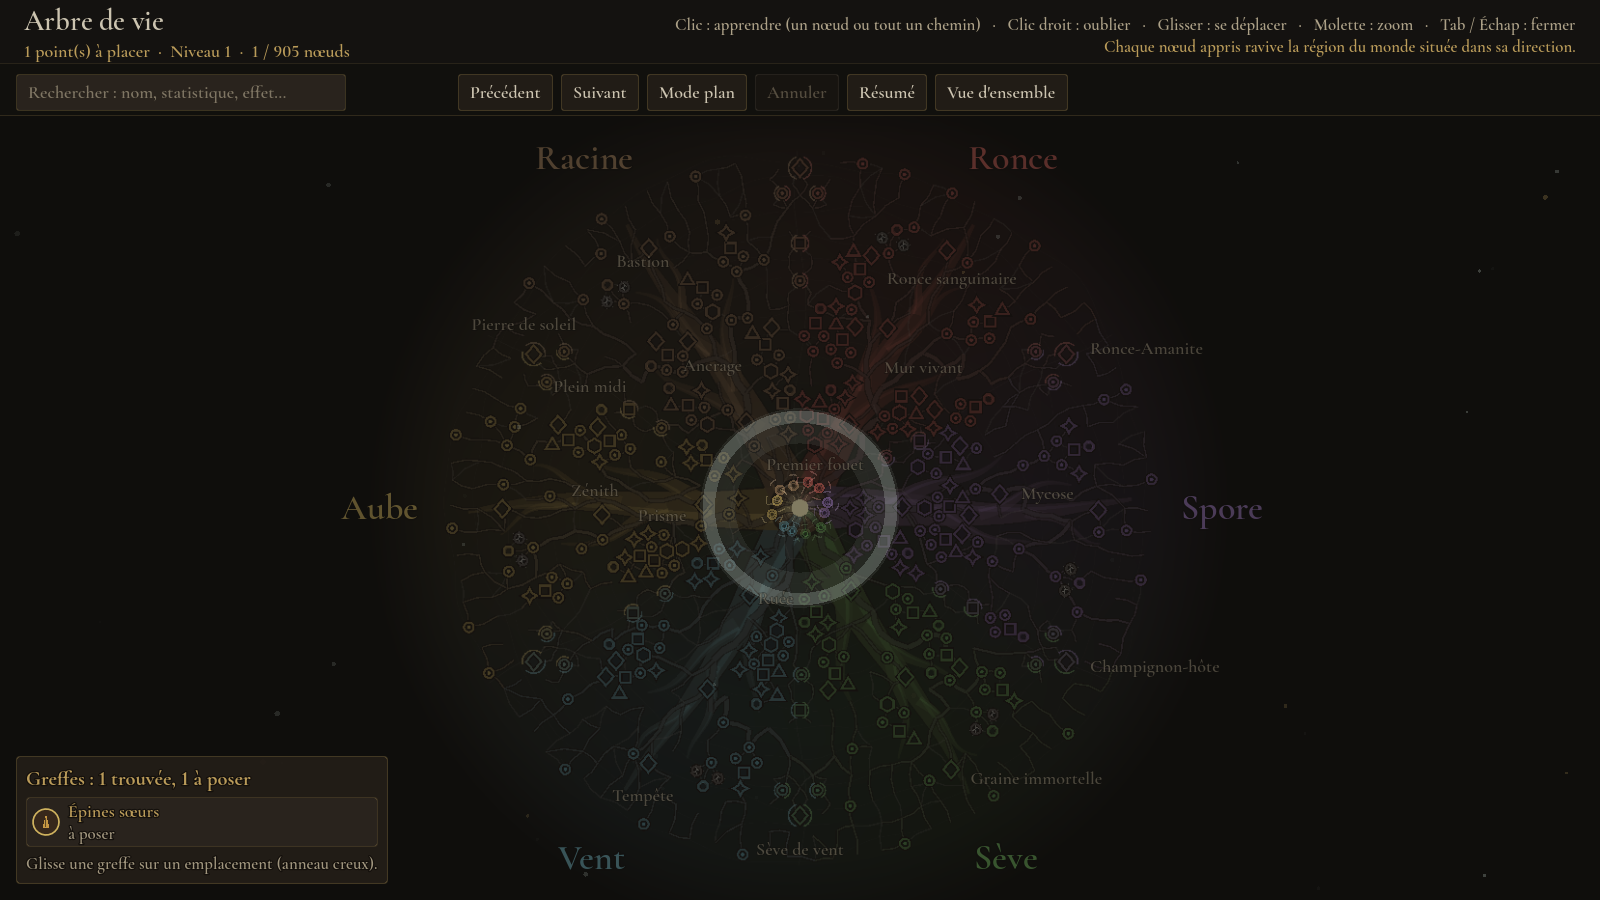 Arbre de vie
1 point(s) à placer · Niveau 1 · 1 / 905 nœuds
Clic : apprendre (un nœud ou tout un chemin) · Clic droit : oublier · Glisser : se déplacer · Molette : zoom · Tab / Échap : fermer
Chaque nœud appris ravive la région du monde située dans sa direction.
Rechercher : nom, statistique, effet...
Précédent
Suivant
Mode plan
Annuler
Résumé
Vue d'ensemble
Racine
Ronce
Bastion
Ronce sanguinaire
Pierre de soleil
Ronce-Amanite
Ancrage
Mur vivant
Plein midi
Premier fouet
Zénith
Mycose
Aube
Prisme
Spore
Champignon-hôte
Graine immortelle
Tempête
Sève de vent
Vent
Sève
Greffes : 1 trouvée, 1 à poser
Épines sœurs
à poser
Glisse une greffe sur un emplacement (anneau creux).